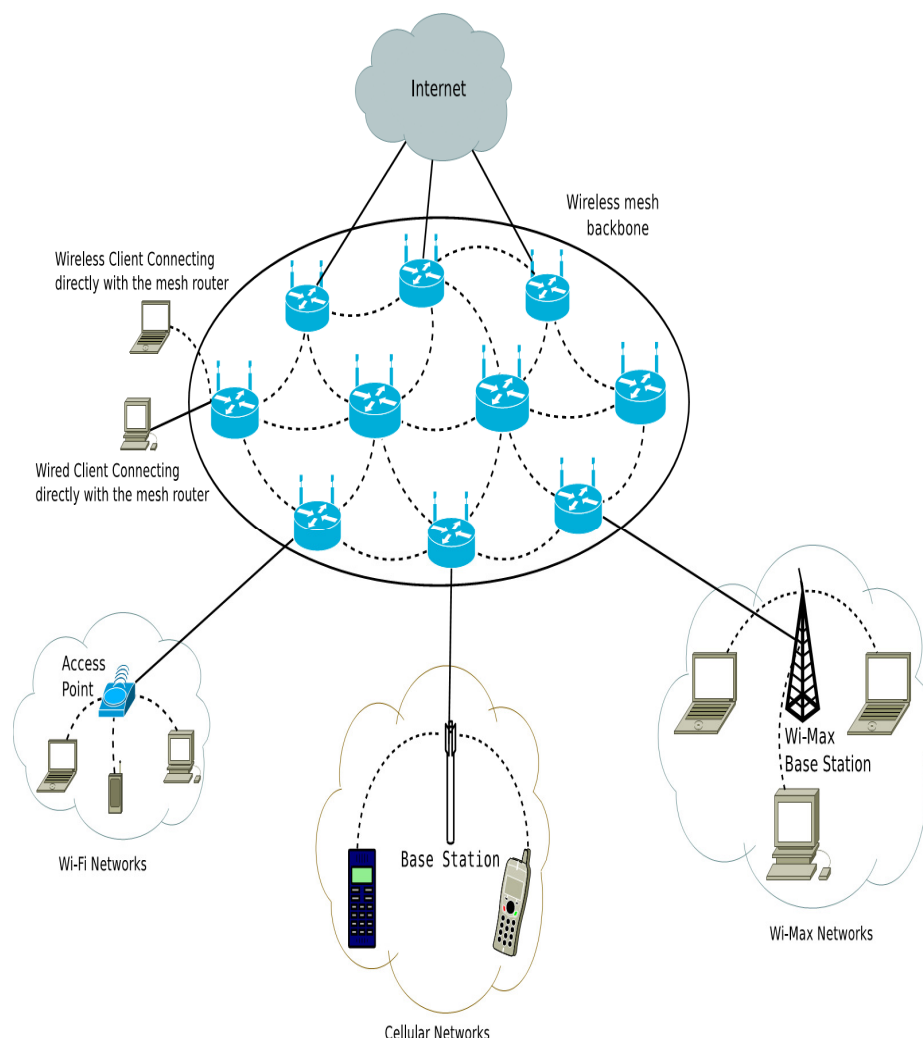 Internet
Wireless mesh
backbone
Wireless Client Connecting
directly with the mesh router
Wired Client Connecting
directly with the mesh router
Access
Point
Wi-Fi Networks
Base Station
Cellular Networks
Wi-Max
Base Station
Wi-Max Networks